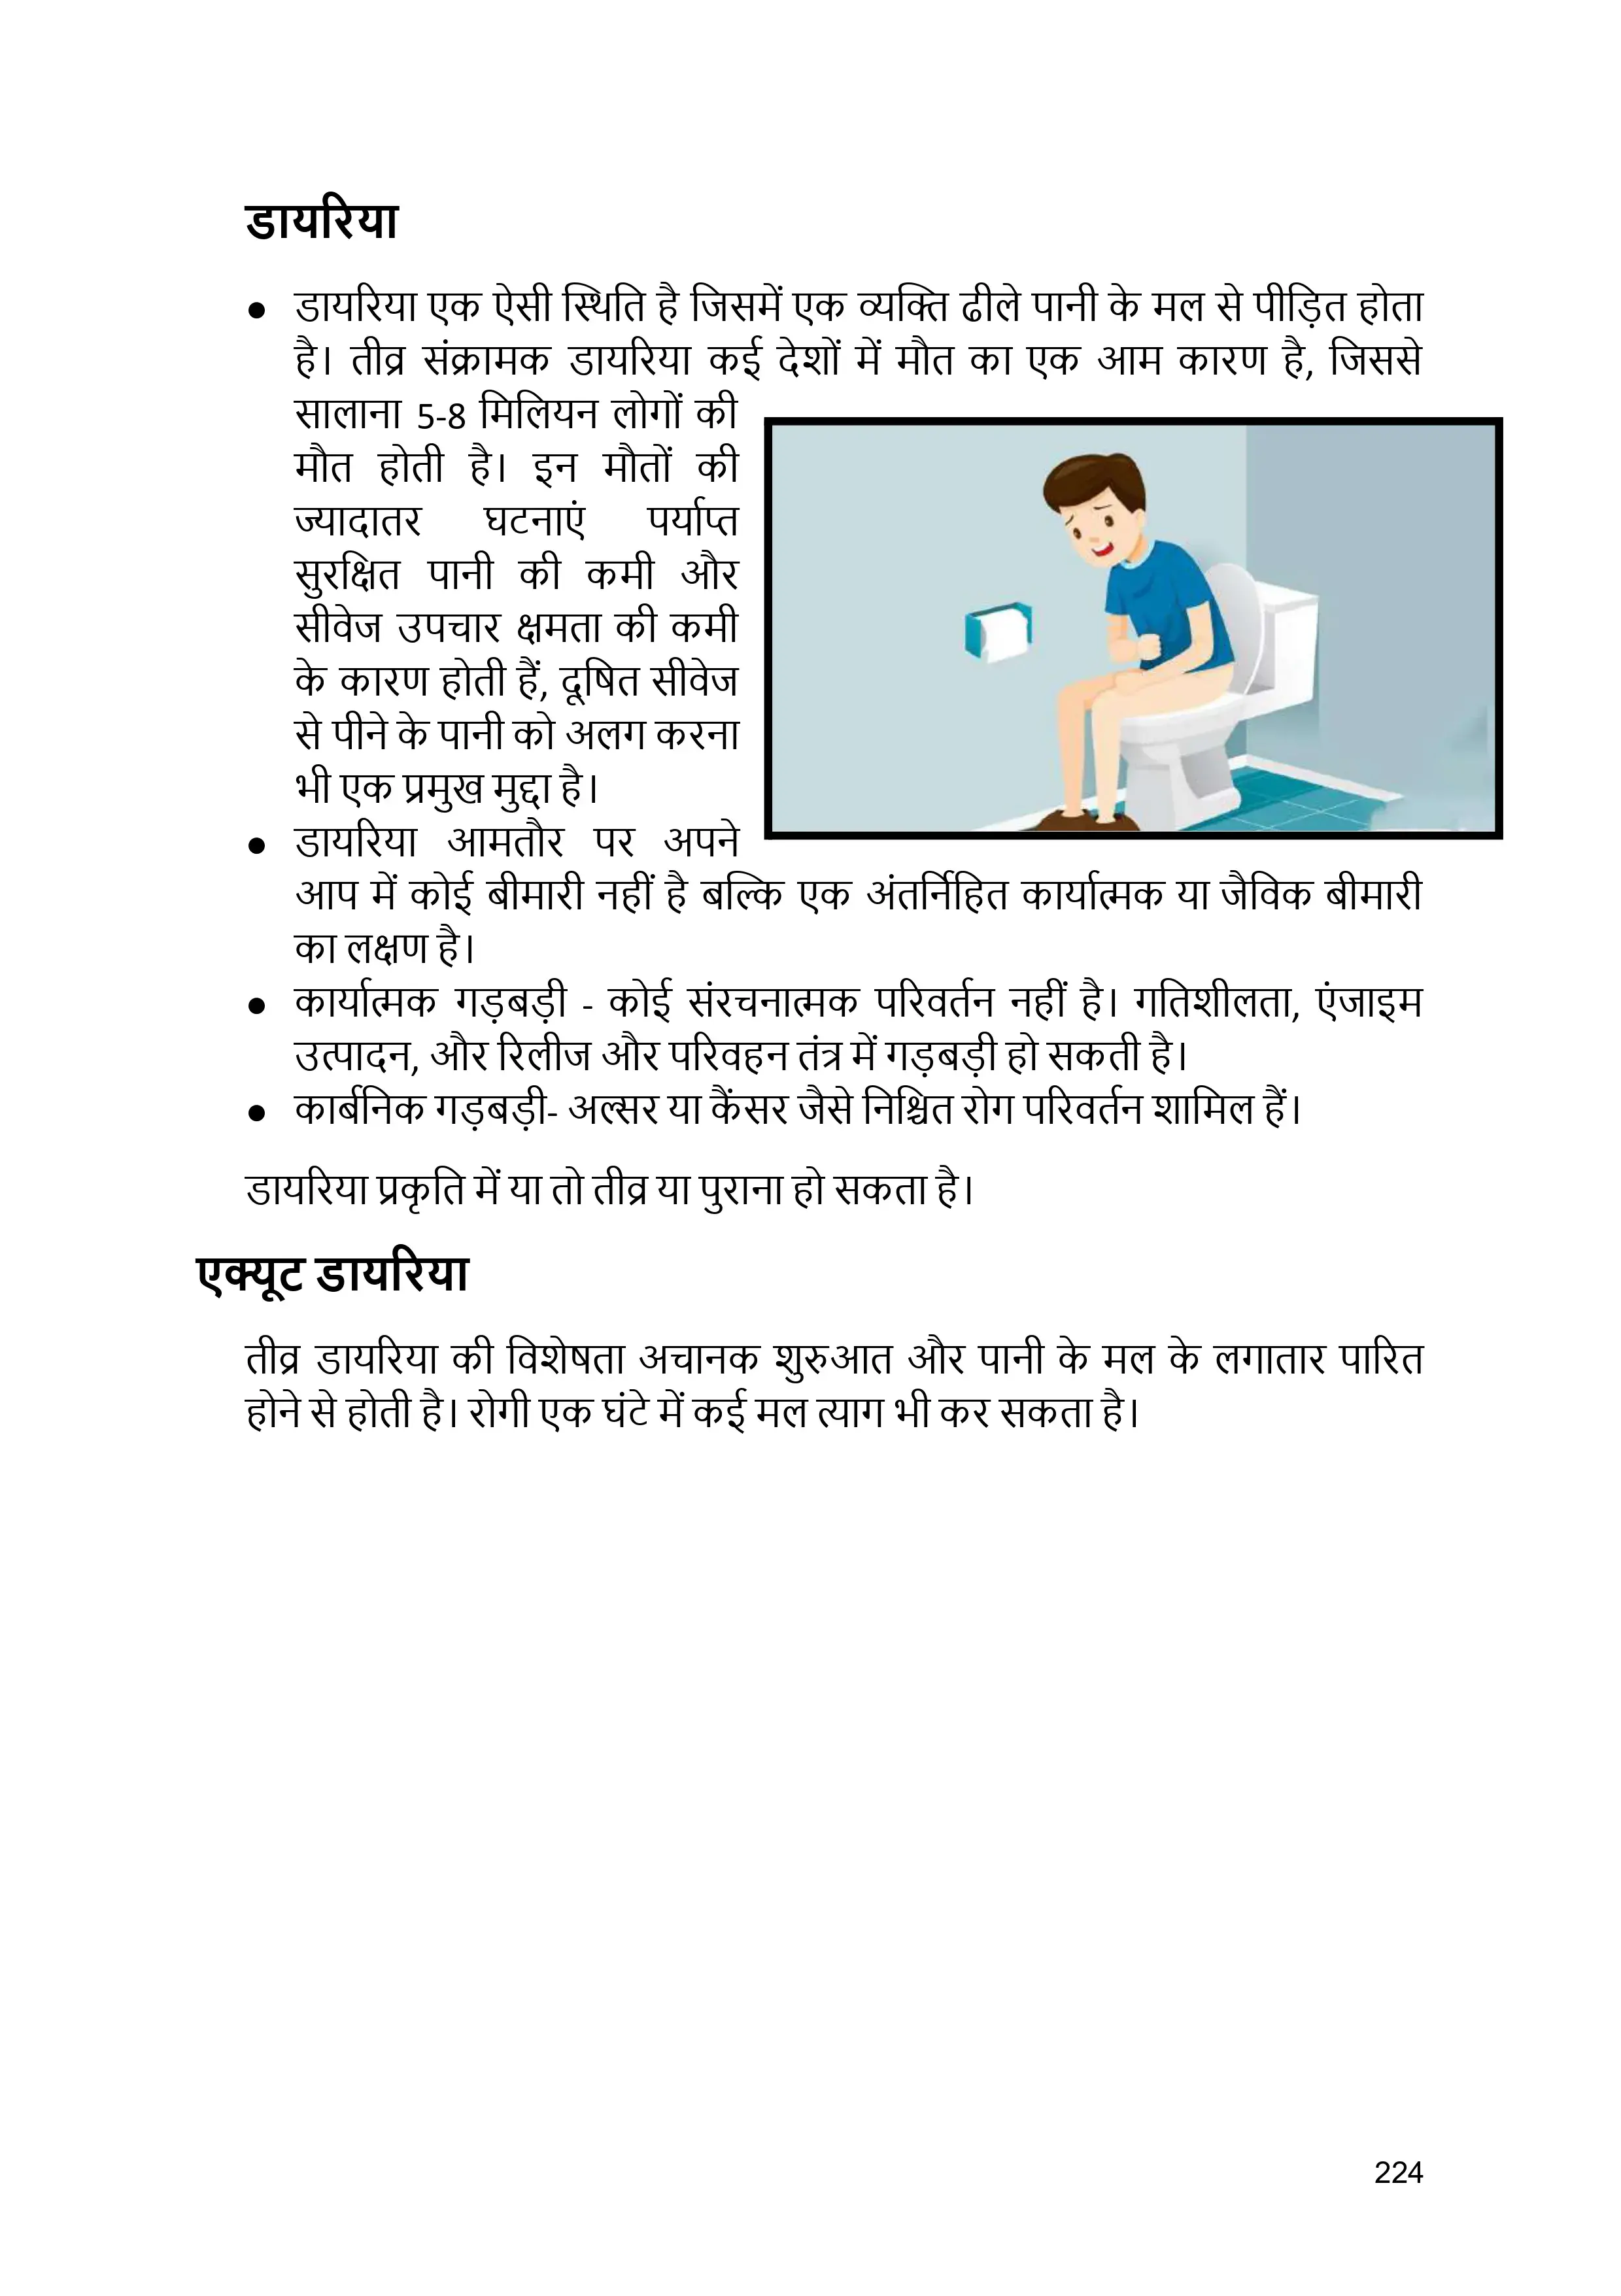 डायरिया
● डायरिया एक ऐसी स्थिति है जिसमें एक व्यक्ति ढीले पानी के मल से पीड़ित होता
है। तीव्र संक्रामक डायरिया कई देशों में मौत का एक आम कारण है, जिससे
सालाना 5-8 मिलियन लोगों की
मौत होती है। इन मौतों की
ज्यादातर घटनाएं पर्याप्त
सुरक्षित पानी की कमी और
सीवेज उपचार क्षमता की कमी
के कारण होती हैं, दूषित सीवेज
से पीने के पानी को अलग करना
भी एक प्रमुख मुद्दा है।
● डायरिया आमतौर पर अपने
आप में कोई बीमारी नहीं है बल्कि एक अंतर्निहित कार्यात्मक या जैविक बीमारी
का लक्षण है।
● कार्यात्मक गड़बड़ी - कोई संरचनात्मक परिवर्तन नहीं है। गतिशीलता, एंजाइम
उत्पादन, और रिलीज और परिवहन तंत्र में गड़बड़ी हो सकती है।
● कार्बनिक गड़बड़ी- अल्सर या कैंसर जैसे निश्चित रोग परिवर्तन शामिल हैं।
डायरिया प्रकृति में या तो तीव्र या पुराना हो सकता है।
एक्यूट डायरिया
तीव्र डायरिया की विशेषता अचानक शुरुआत और पानी के मल के लगातार पारित
होने से होती है। रोगी एक घंटे में कई मल त्याग भी कर सकता है।
224